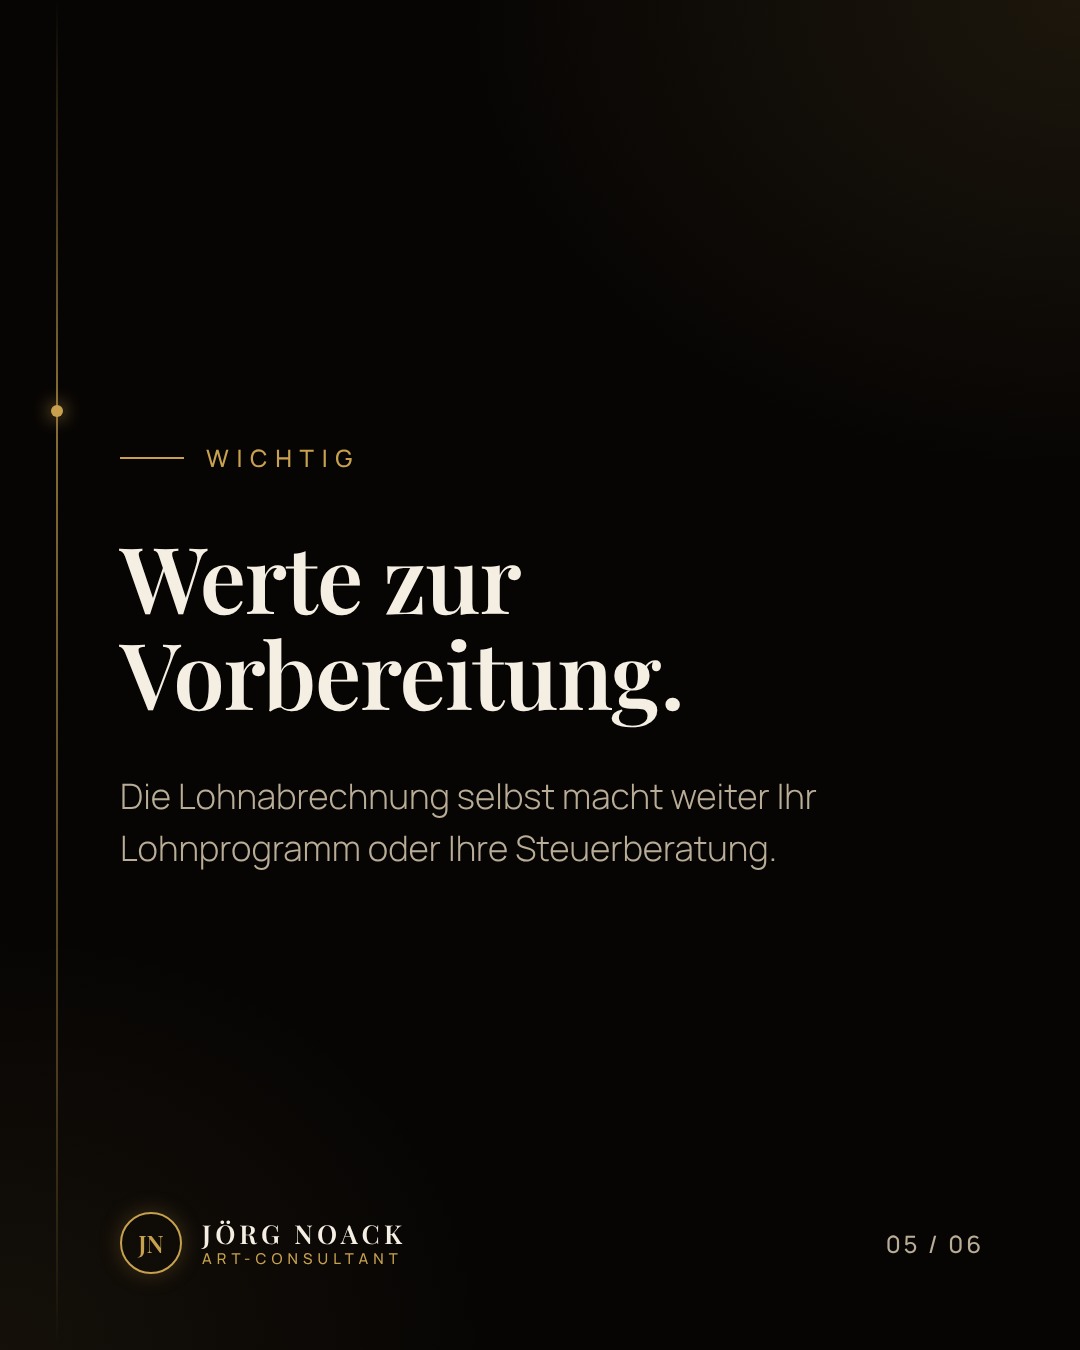 WICHTIG
Werte zur
Vorbereitung.
Die Lohnabrechnung selbst macht weiter Ihr
Lohnprogramm oder Ihre Steuerberatung.
JN
JÖRG NOACK
ART-CONSULTANT
05 / 06